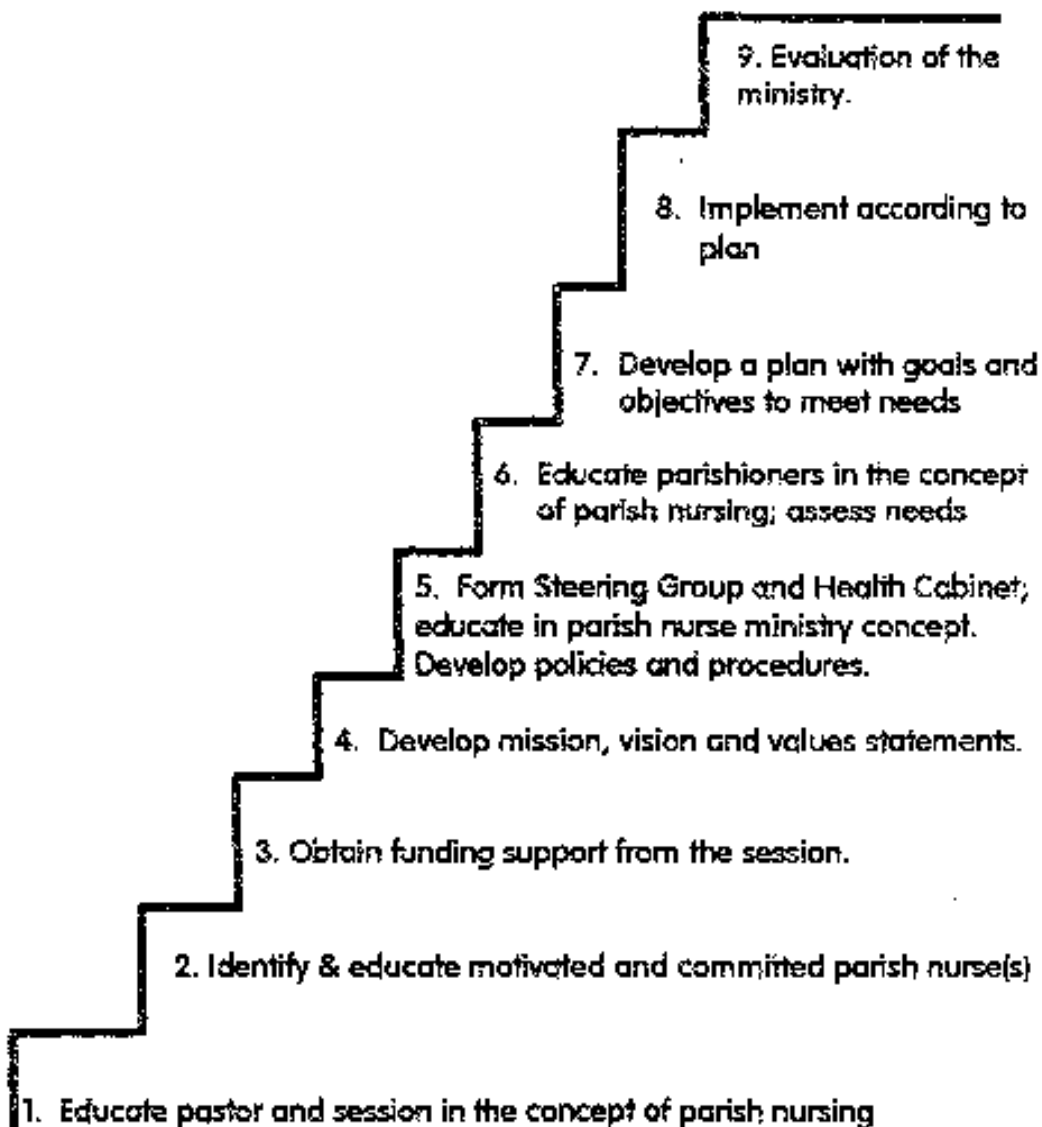 9. Evaluation of the
ministry.
8. Implement according to
plan
7. Develop a plan with goals and
objectives to meet needs
6. Educate parishioners in the concept
of parish nursing; assess needs
5. Form Steering Group and Health Cabinet;
educate in parish nurse ministry concept.
Develop policies and procedures.
4. Develop mission, vision and values statements.
3. Obtain funding support from the session.
2. Identify & educate motivated and committed parish nurse(s)
1. Educate pastor and session in the concept of parish nursing